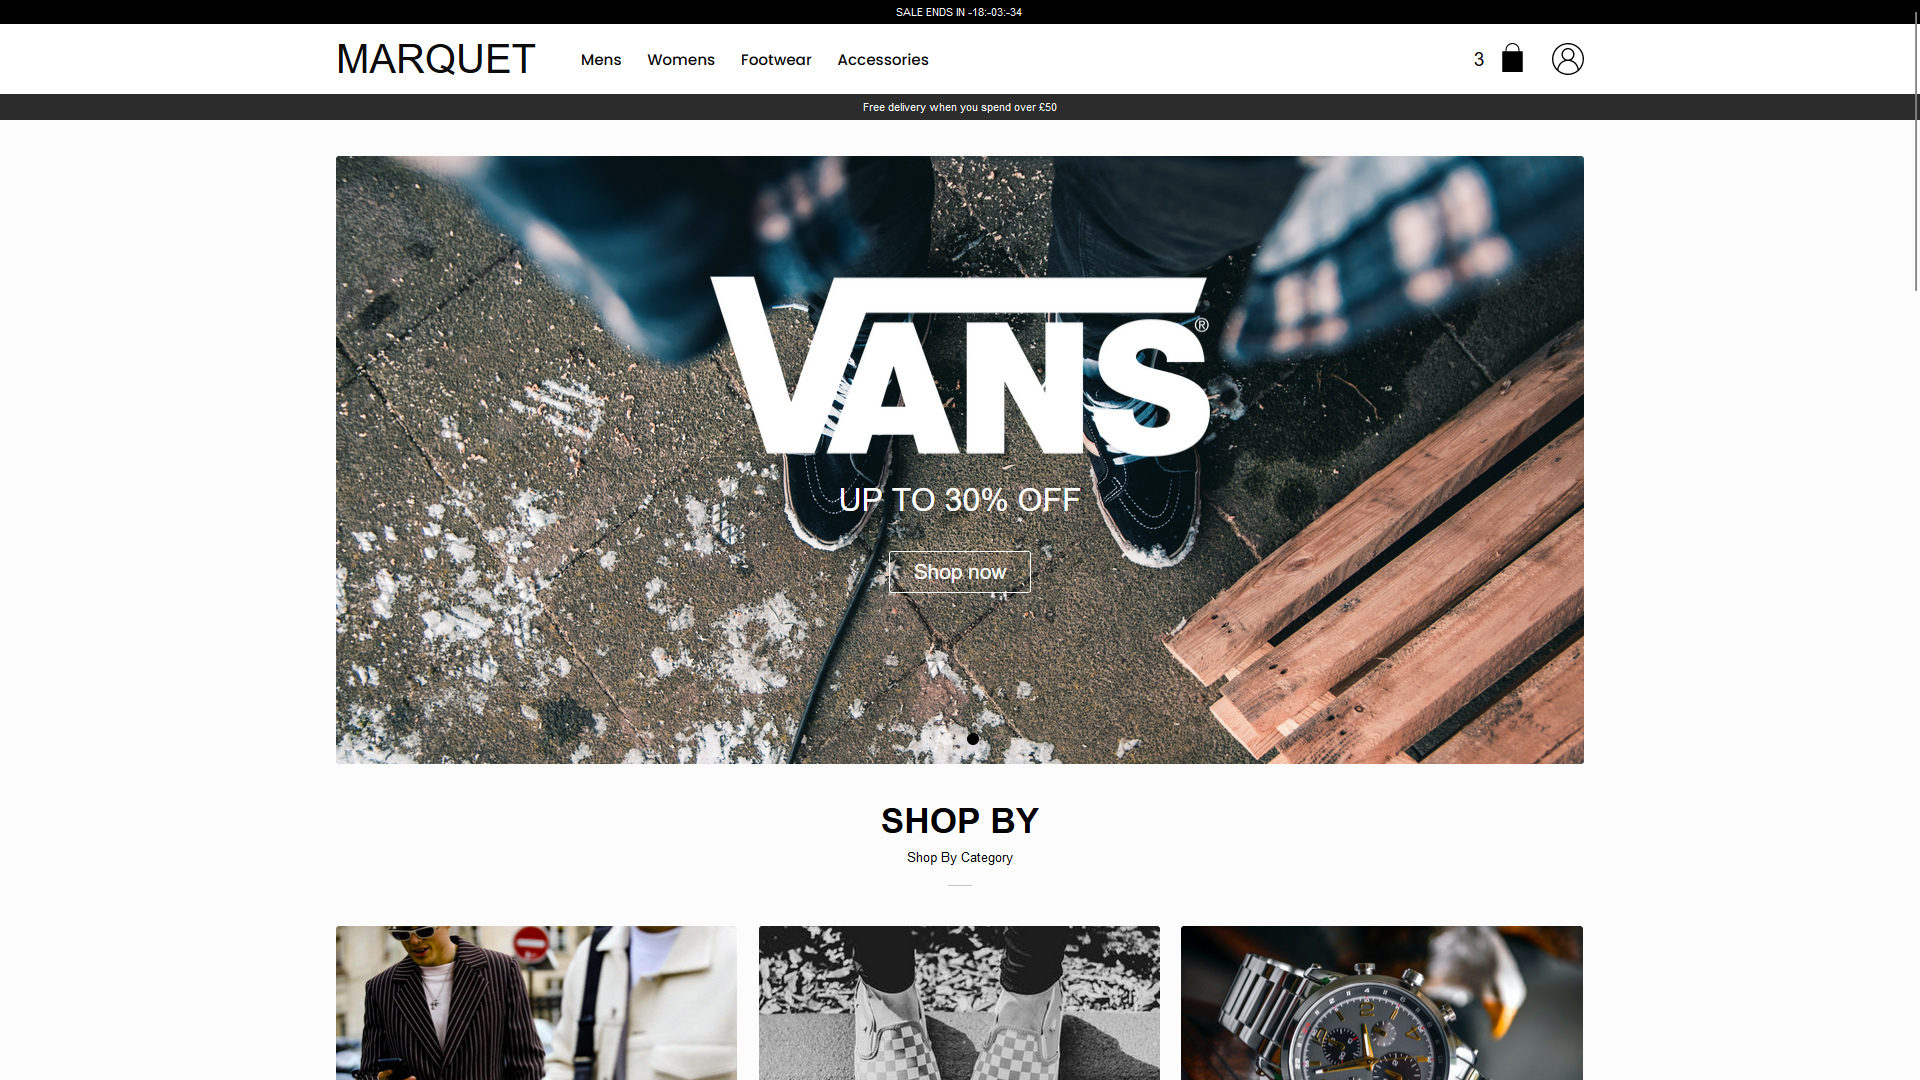 SALE ENDS IN -18:-03:-34
MARQUET
Mens
Womens
Footwear
Accessories
3
Free delivery when you spend over £50
VANS®
UP TO 30% OFF
Shop now
SHOP BY
Shop By Category